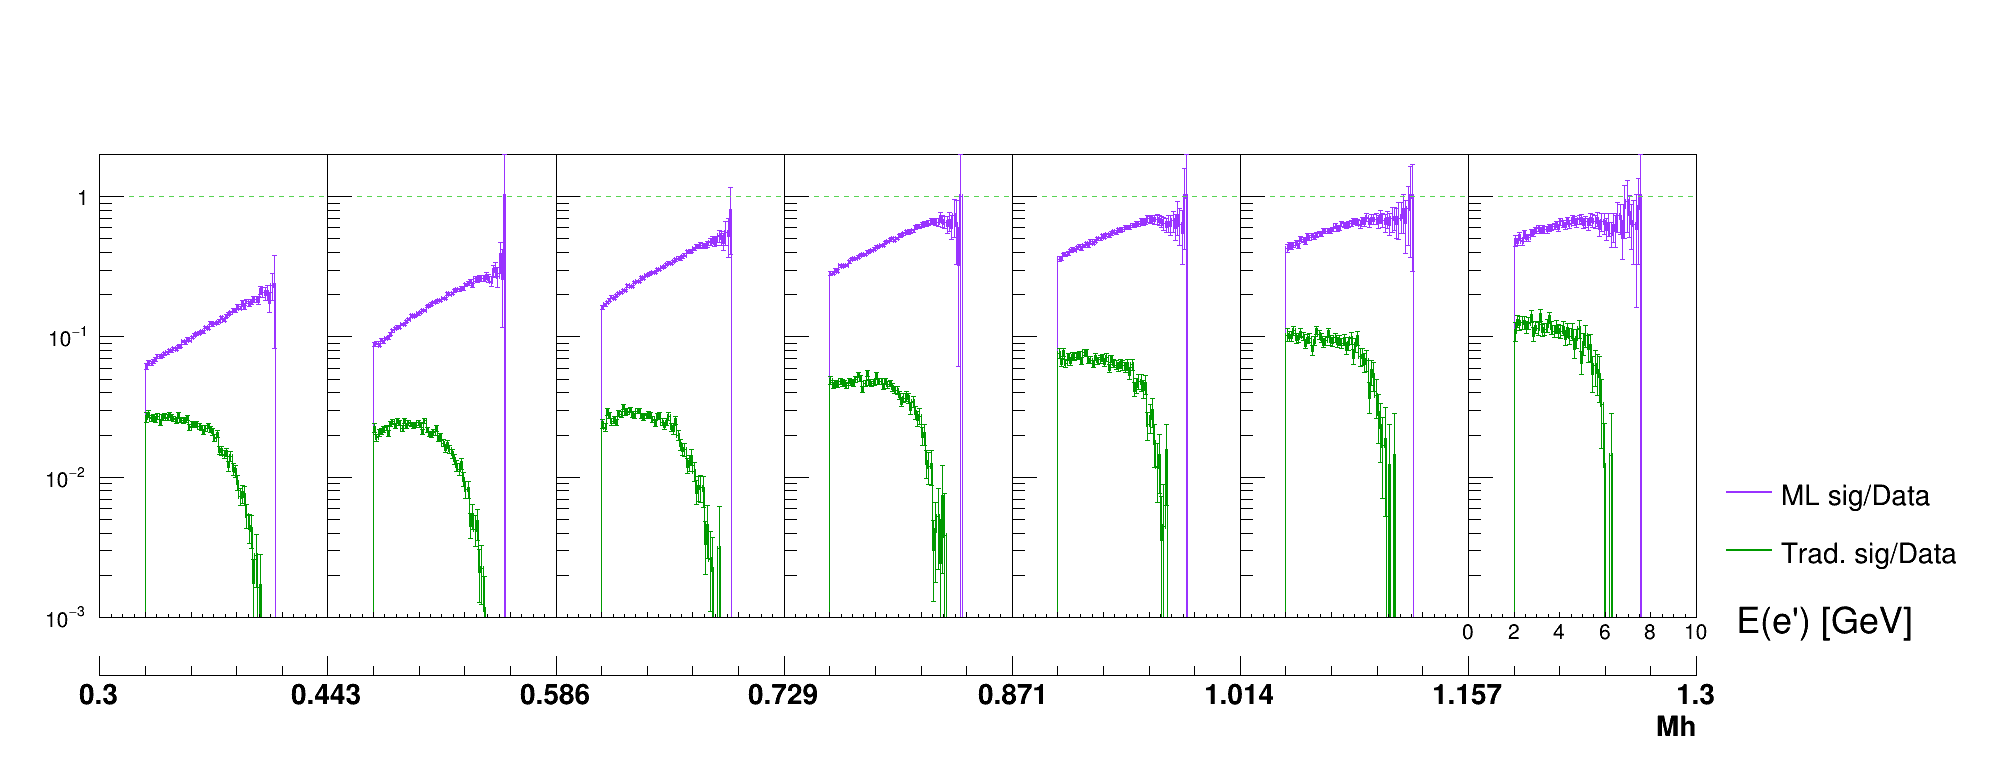 1
10⁻¹
10⁻²
10⁻³
ML sig/Data
Trad. sig/Data
E(e') [GeV]
0 2 4 6 8 10
0.3 0.443 0.586 0.729 0.871 1.014 1.157 1.3
Mh